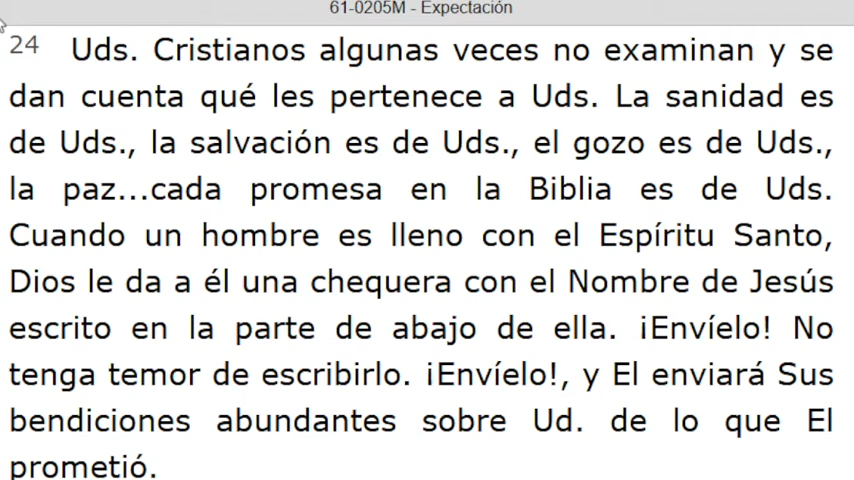 61-0205M - Expectación
24 Uds. Cristianos algunas veces no examinan y se
dan cuenta qué les pertenece a Uds. La sanidad es
de Uds., la salvación es de Uds., el gozo es de Uds.,
la paz...cada promesa en la Biblia es de Uds.
Cuando un hombre es lleno con el Espíritu Santo,
Dios le da a él una chequera con el Nombre de Jesús
escrito en la parte de abajo de ella. ¡Envíelo! No
tenga temor de escribirlo. ¡Envíelo!, y El enviará Sus
bendiciones abundantes sobre Ud. de lo que El
prometió.